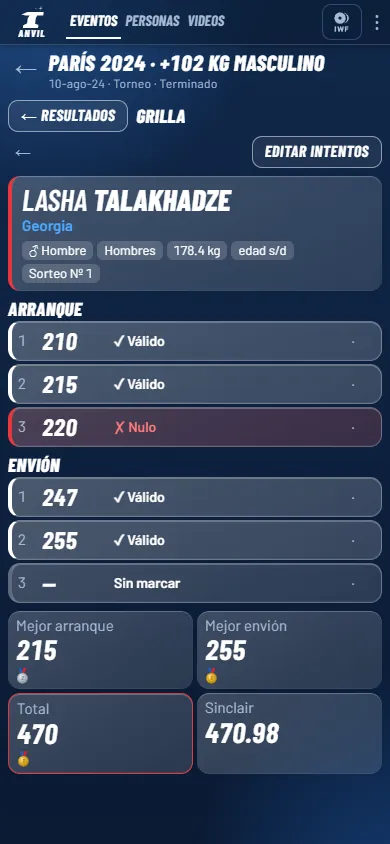 ANVIL
EVENTOS PERSONAS VIDEOS
IWF
← PARÍS 2024 · +102 KG MASCULINO
10-ago-24 · Torneo · Terminado
← RESULTADOS GRILLA
← EDITAR INTENTOS
LASHA TALAKHADZE
Georgia
♂ Hombre Hombres 178.4 kg edad s/d
Sorteo Nº 1
ARRANQUE
1 210 ✓ Válido ·
2 215 ✓ Válido ·
3 220 ✗ Nulo ·
ENVIÓN
1 247 ✓ Válido ·
2 255 ✓ Válido ·
3 – Sin marcar ·
Mejor arranque Mejor envión
215 255
Total Sinclair
470 470.98